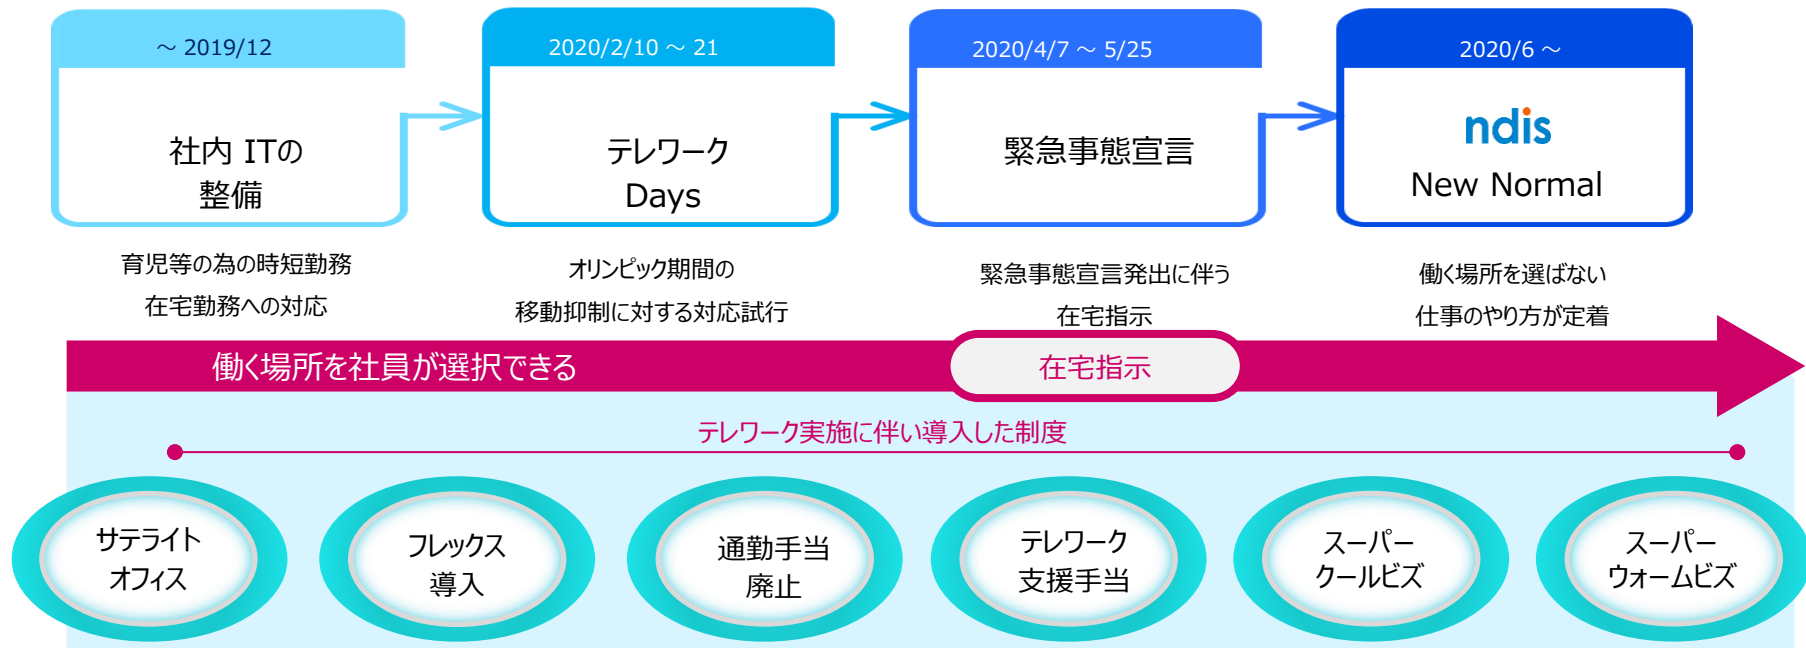 ～ 2019/12
社内 ITの
整備
育児等の為の時短勤務
在宅勤務への対応
2020/2/10 ～ 21
テレワーク
Days
オリンピック期間の
移動抑制に対する対応試行
2020/4/7 ～ 5/25
緊急事態宣言
緊急事態宣言発出に伴う
在宅指示
2020/6 ～
ndis
New Normal
働く場所を選ばない
仕事のやり方が定着
働く場所を社員が選択できる
在宅指示
テレワーク実施に伴い導入した制度
サテライト
オフィス
フレックス
導入
通勤手当
廃止
テレワーク
支援手当
スーパー
クールビズ
スーパー
ウォームビズ